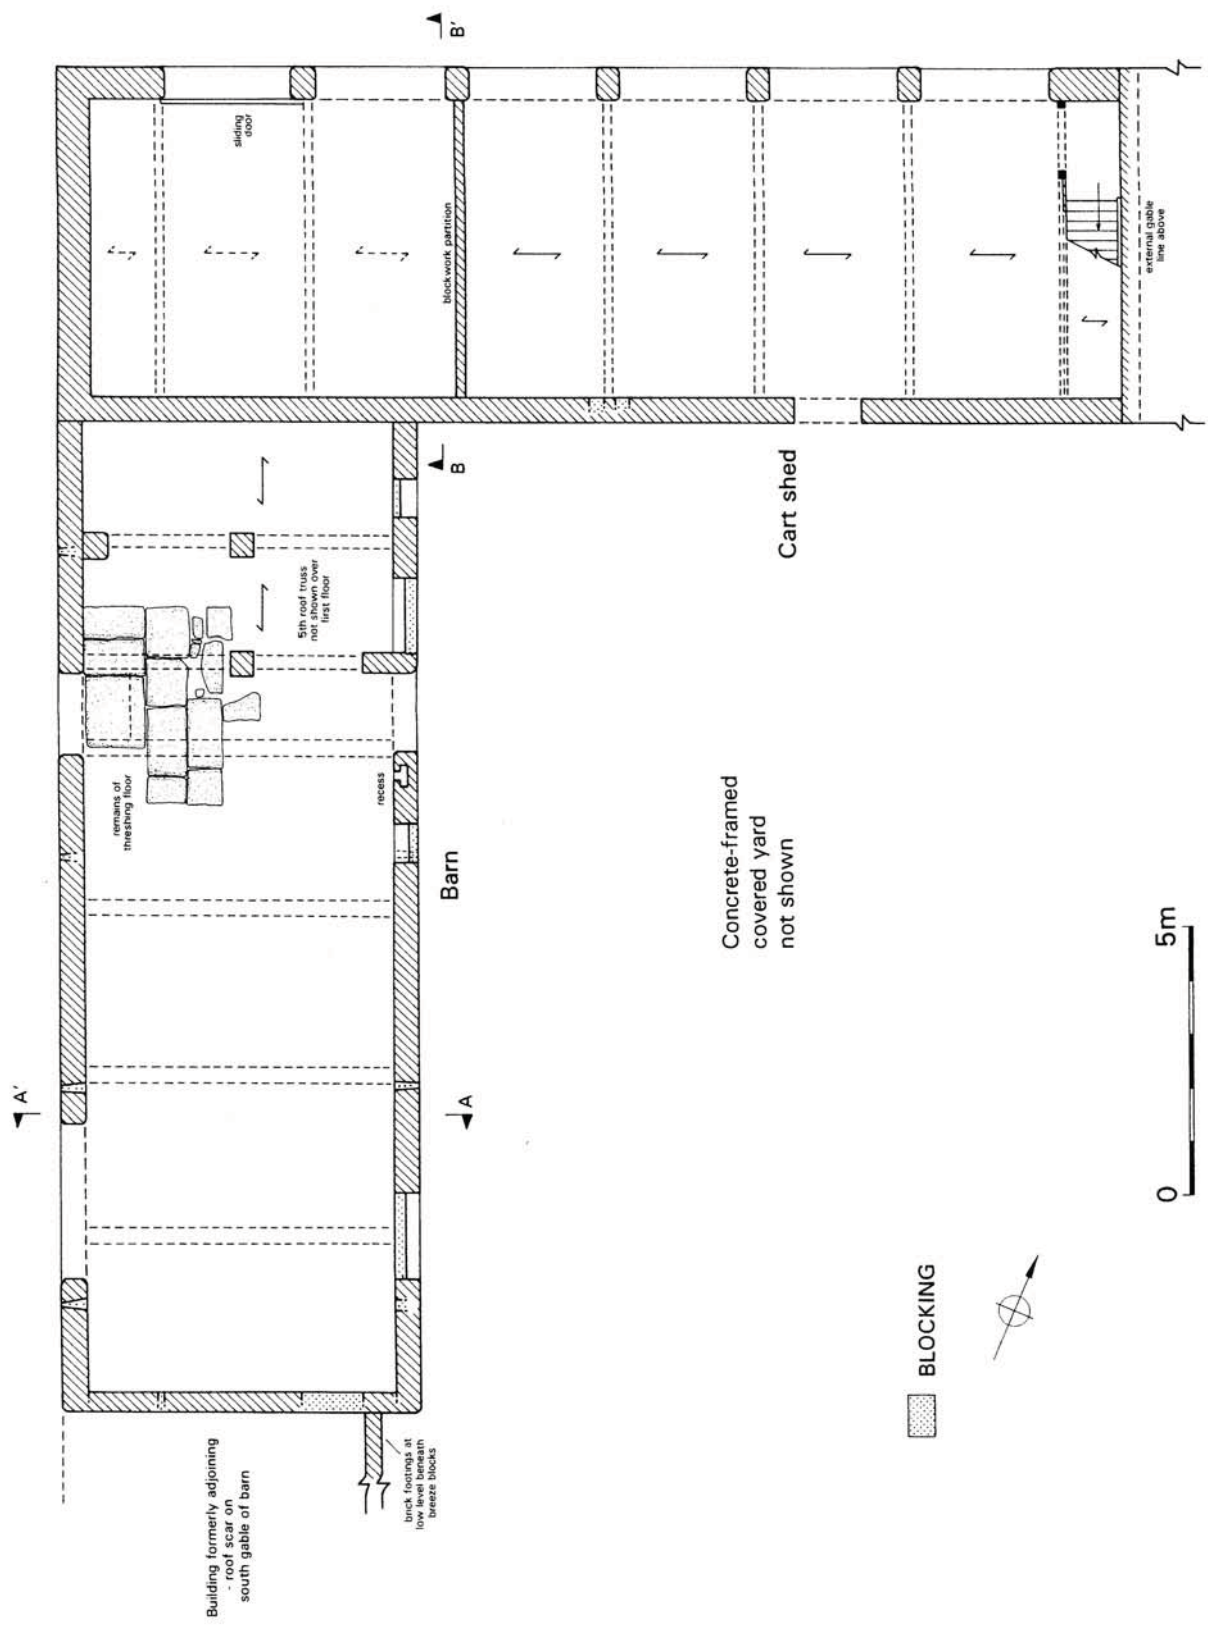 B'
sliding
door
blockwork partition
external gable
line above
B
Cart shed
5th roof truss
not shown over
first floor
remains of
threshing floor
recess
Barn
Concrete-framed
covered yard
not shown
A'
A
0
5m
BLOCKING
Building formerly adjoining
- roof scar on
south gable of barn
brick footings at
low level beneath
breeze blocks